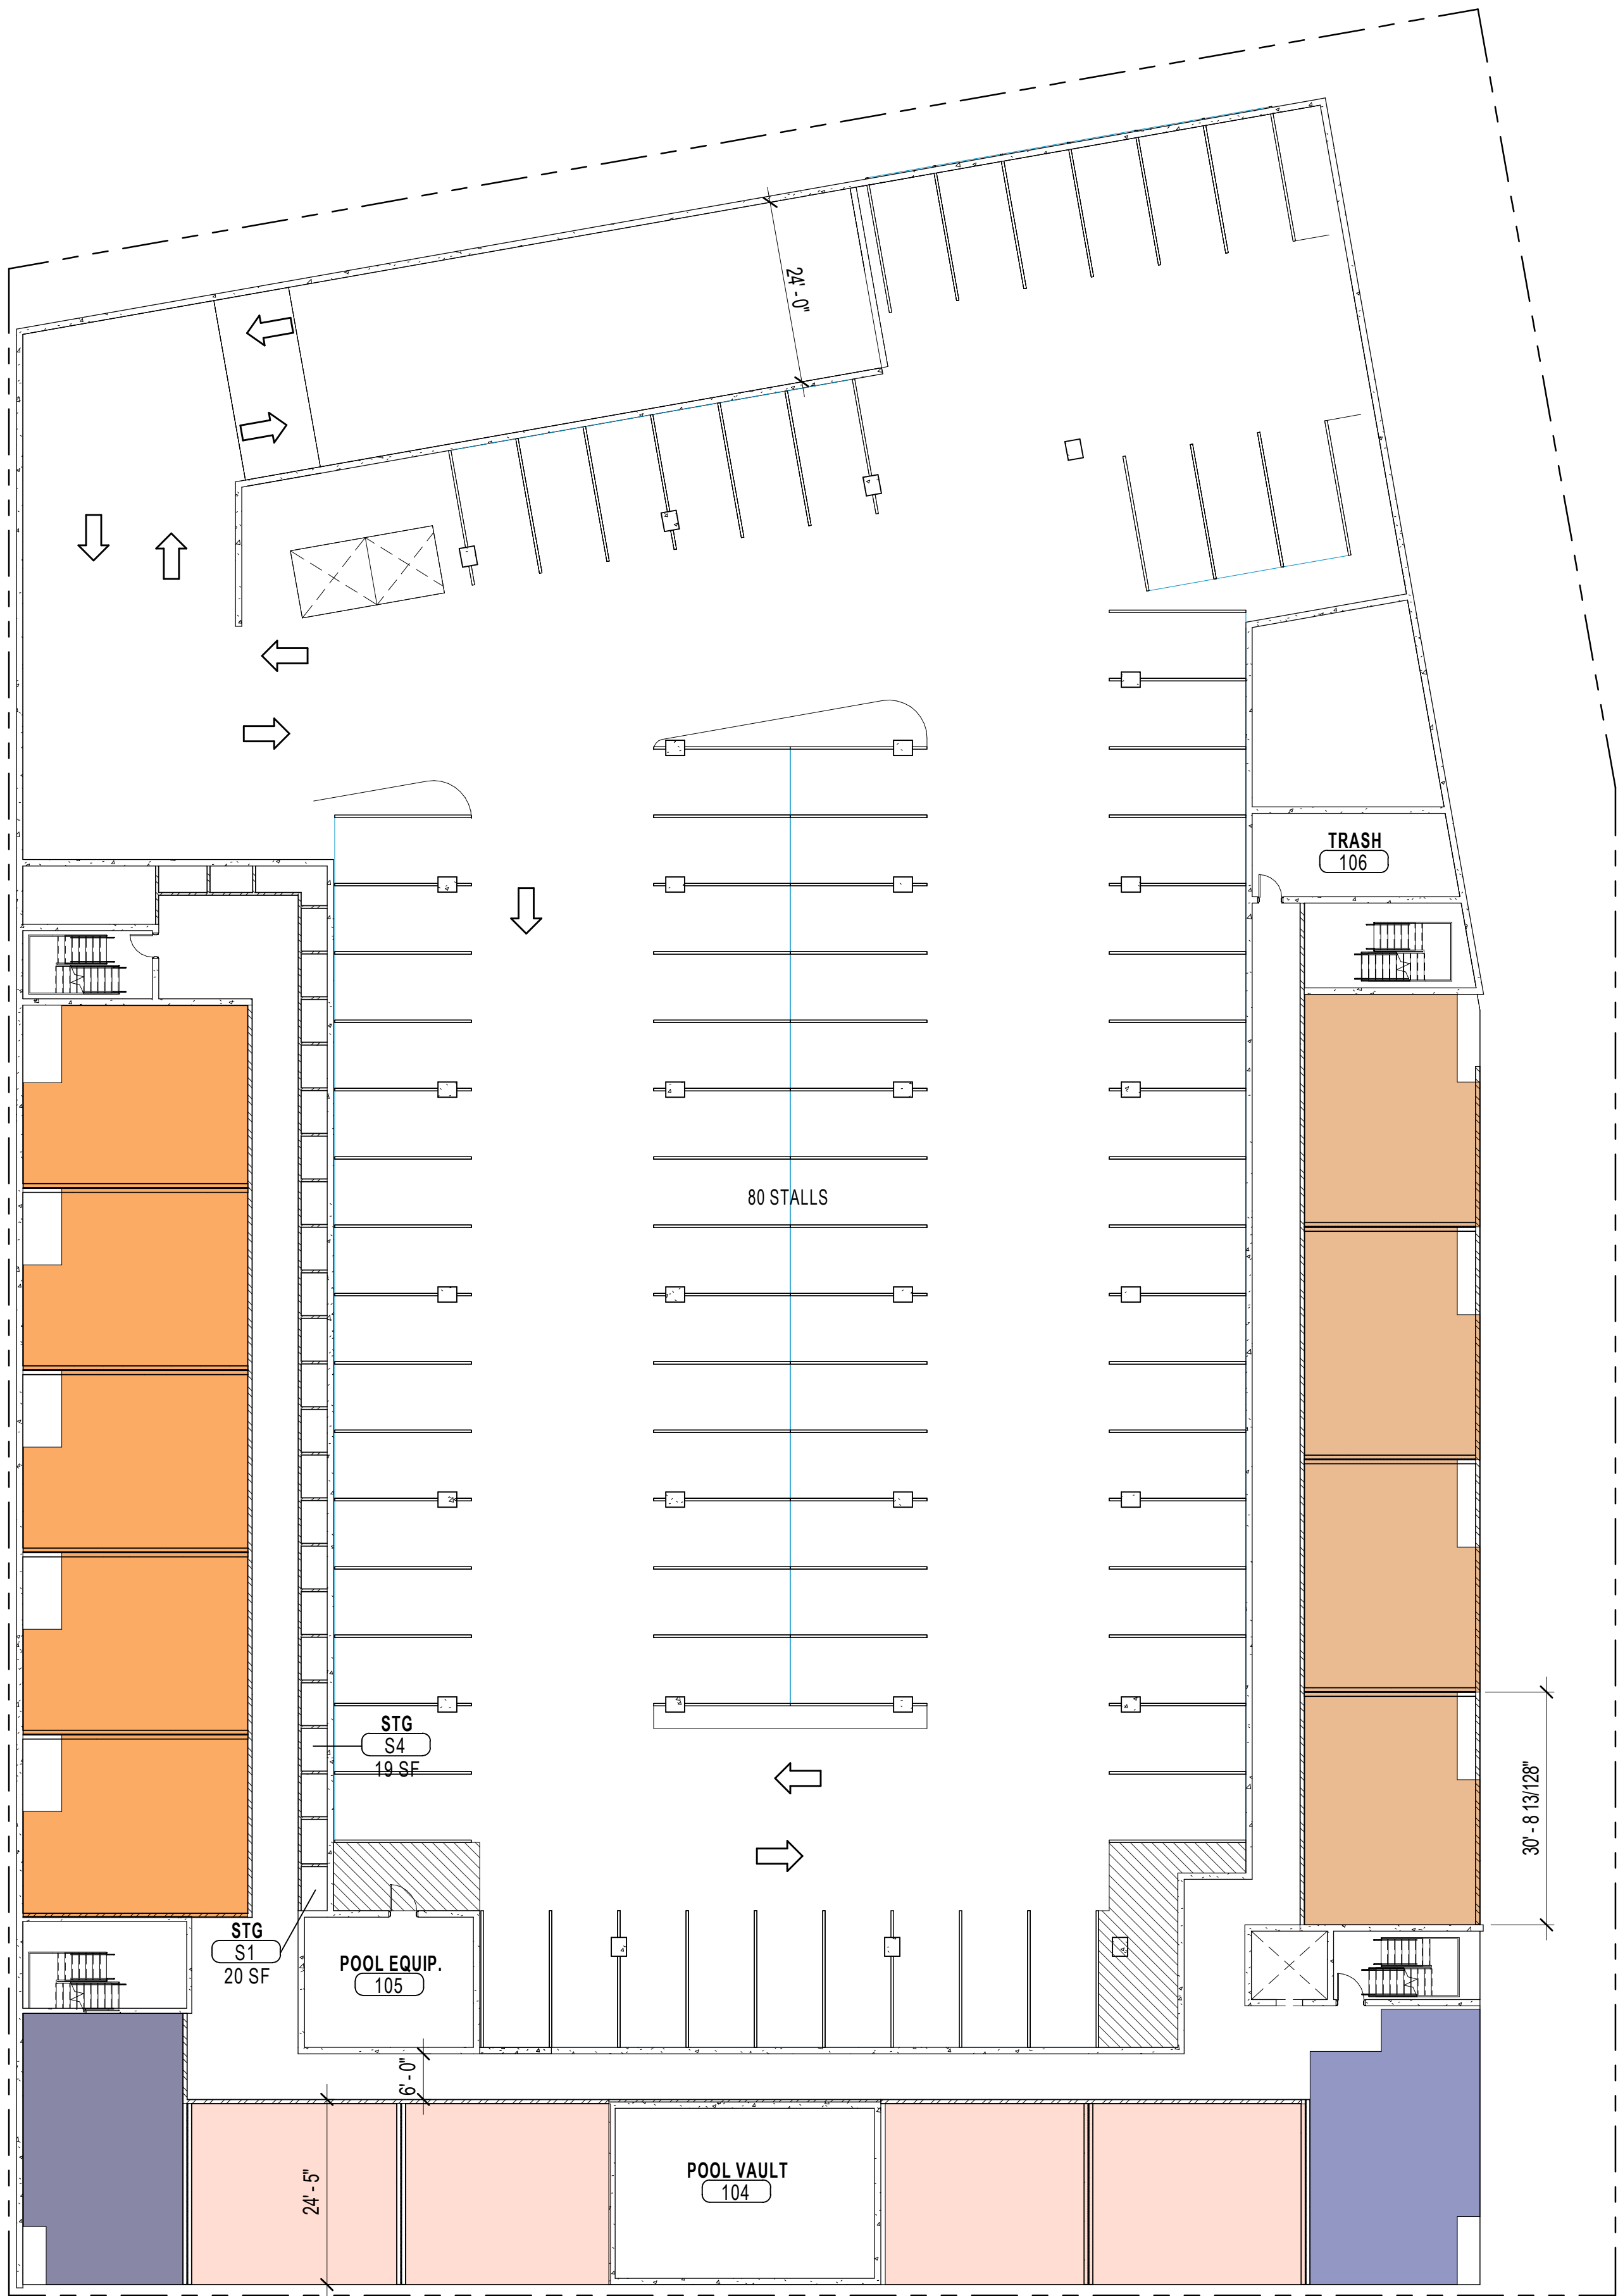 24' - 0"
TRASH
106
80 STALLS
STG
S4
19 SF
30' - 8 13/128"
STG
S1
20 SF
POOL EQUIP.
105
6' - 0"
24' - 5"
POOL VAULT
104